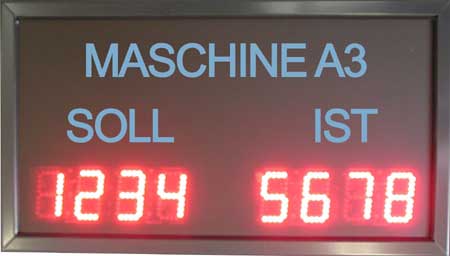 MASCHINE A3
SOLL IST
1234 5678